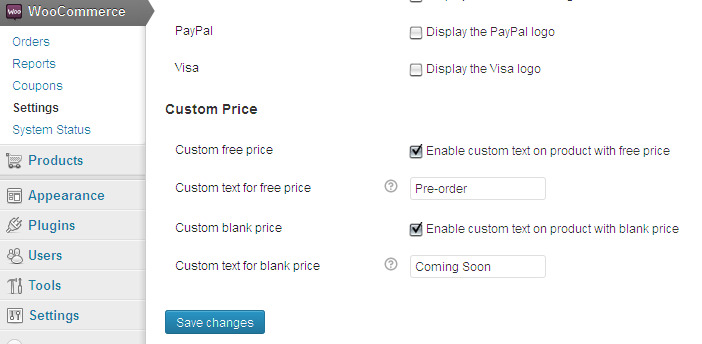 WooCommerce
Orders
Reports
Coupons
Settings
System Status
Products
Appearance
Plugins
Users
Tools
Settings
PayPal Display the PayPal logo
Visa Display the Visa logo
Custom Price
Custom free price Enable custom text on product with free price
Custom text for free price ? Pre-order
Custom blank price Enable custom text on product with blank price
Custom text for blank price ? Coming Soon
Save changes